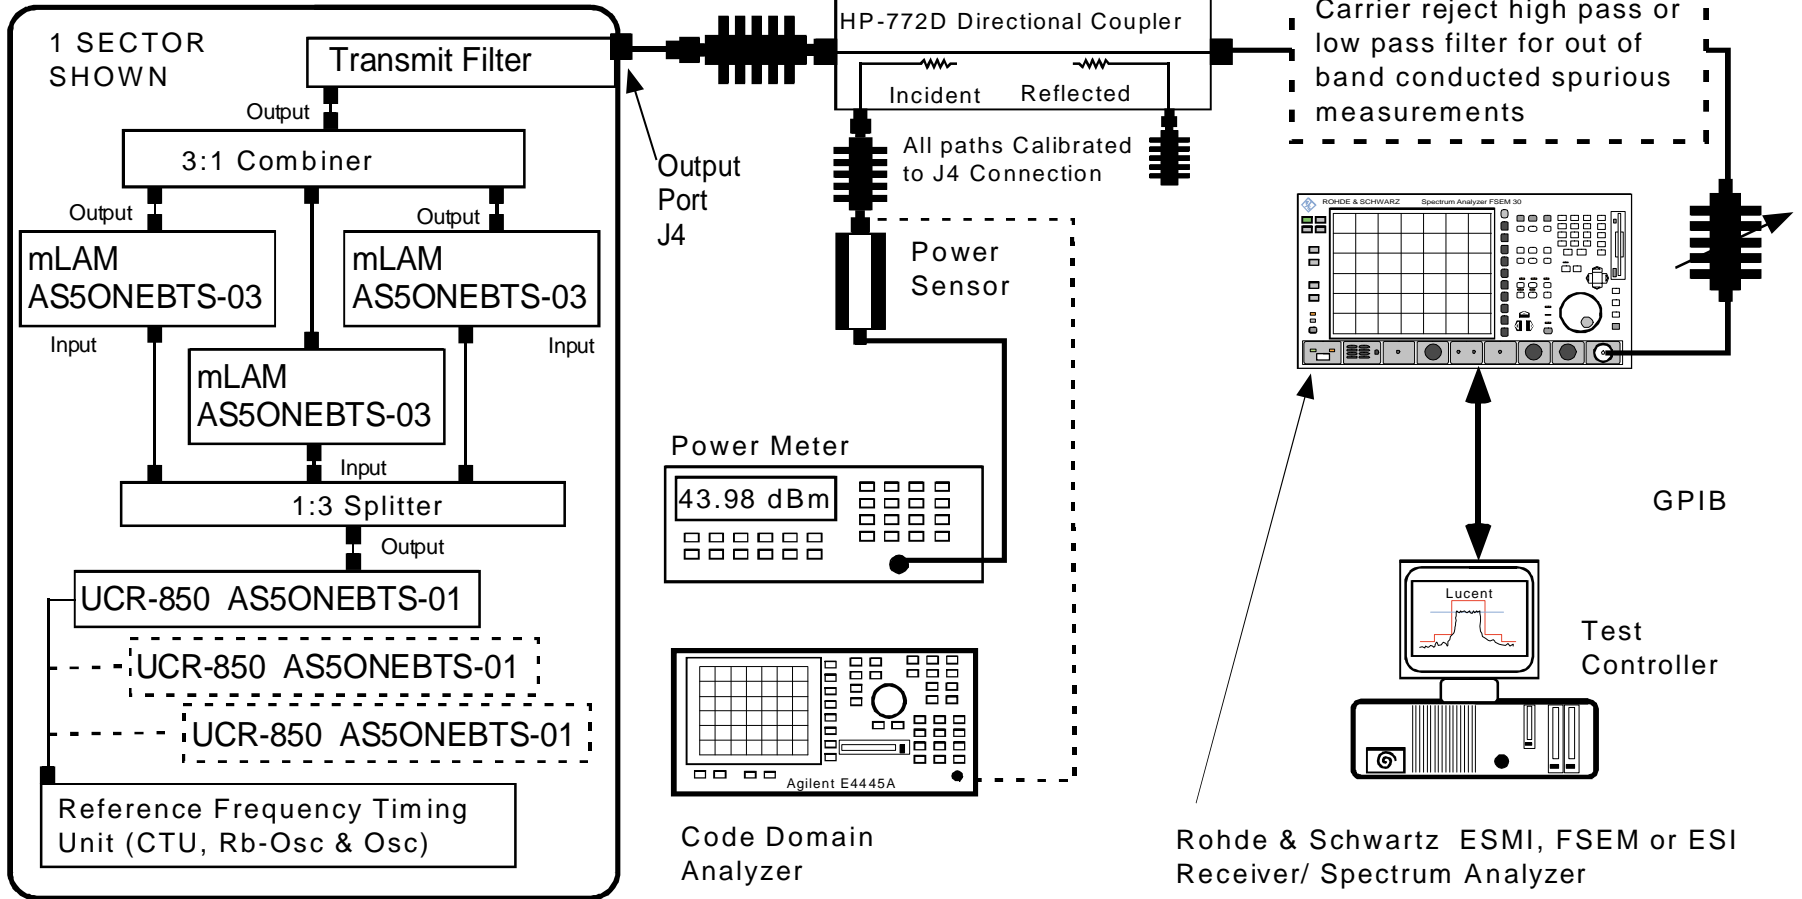 1 SECTOR
SHOWN
Transmit Filter
Output
3:1 Combiner
Output
Output
mLAM
AS5ONEBTS-03
mLAM
AS5ONEBTS-03
Input
Input
mLAM
AS5ONEBTS-03
Input
1:3 Splitter
Output
UCR-850 AS5ONEBTS-01
UCR-850 AS5ONEBTS-01
UCR-850 AS5ONEBTS-01
Reference Frequency Timing
Unit (CTU, Rb-Osc & Osc)
Output
Port
J4
HP-772D Directional Coupler
Incident
Reflected
All paths Calibrated
to J4 Connection
Power
Sensor
Power Meter
43.98 dBm
Agilent E4445A
Code Domain
Analyzer
Carrier reject high pass or
low pass filter for out of
band conducted spurious
measurements
ROHDE & SCHWARZ
Spectrum Analyzer FSEM 30
GPIB
Lucent
Test
Controller
Rohde & Schwartz ESMI, FSEM or ESI
Receiver/ Spectrum Analyzer